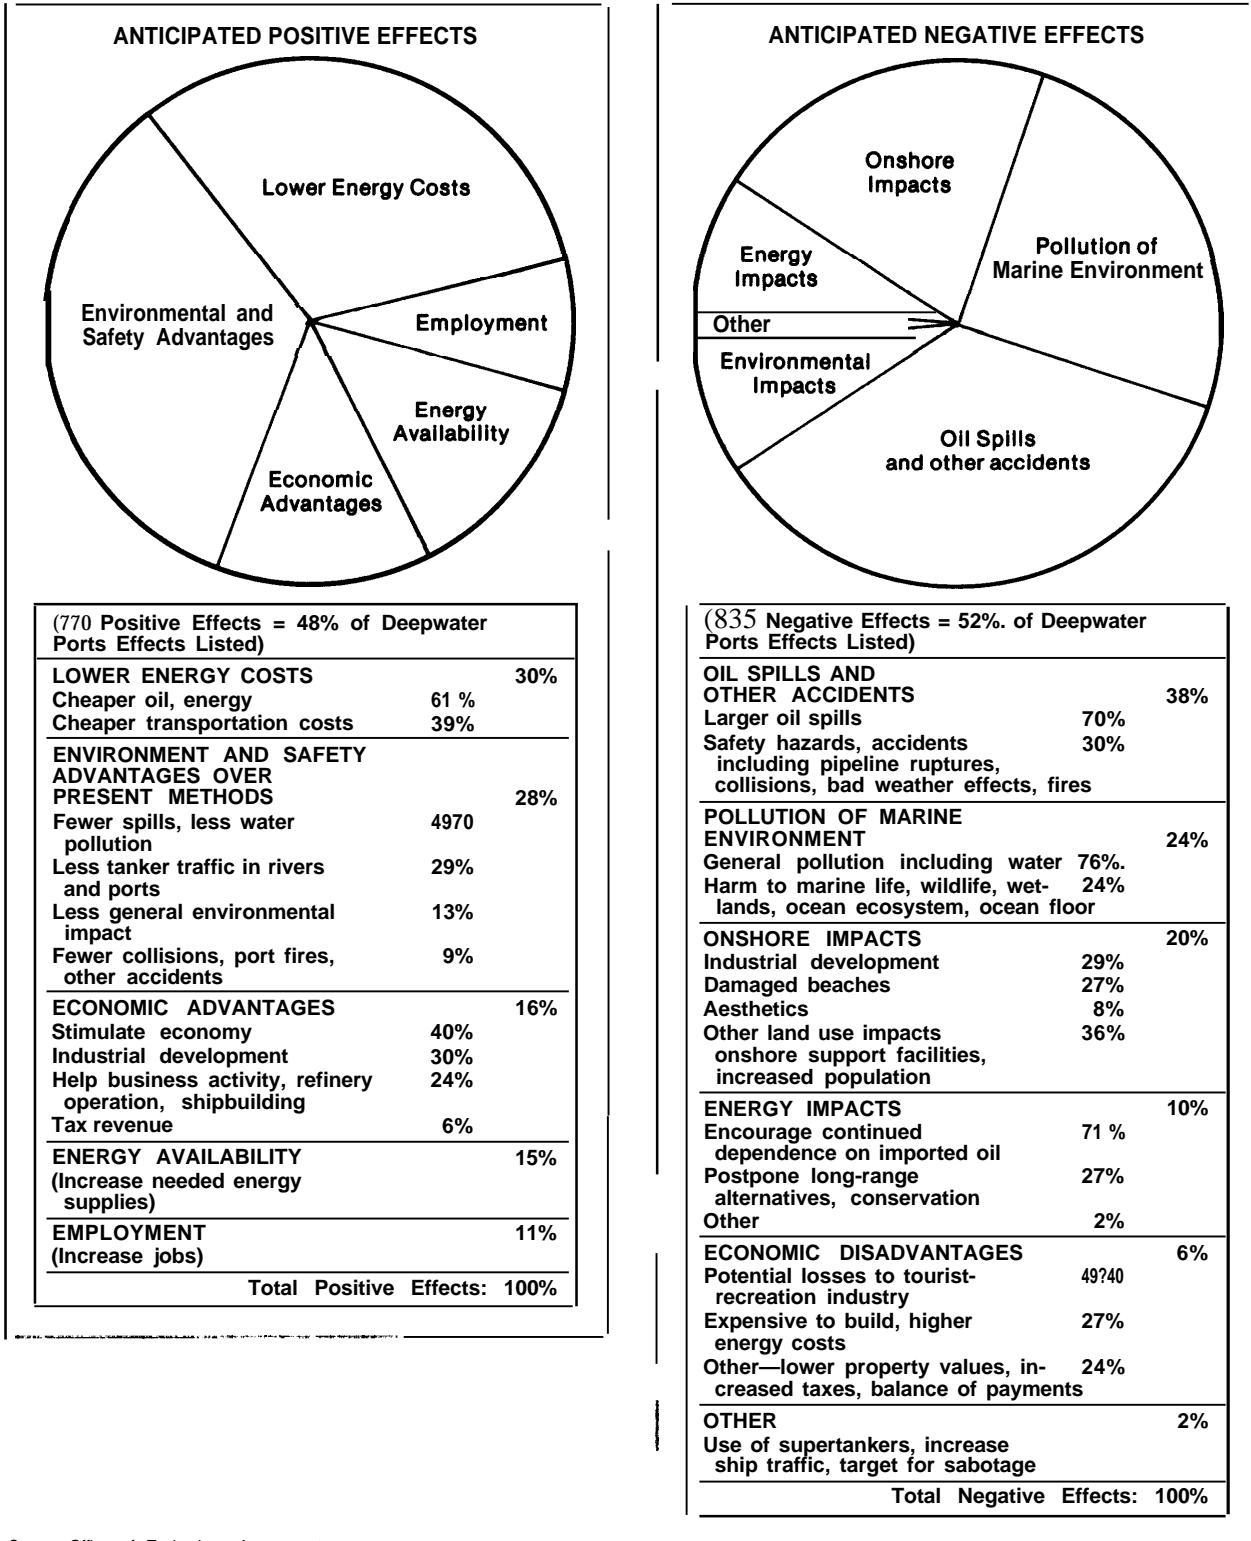 ANTICIPATED POSITIVE EFFECTS
Lower Energy Costs
Environmental and
Safety Advantages
Employment
Energy
Availability
Economic
Advantages
(770 Positive Effects = 48% of Deepwater
Ports Effects Listed)
LOWER ENERGY COSTS 30%
Cheaper oil, energy 61 %
Cheaper transportation costs 39%
ENVIRONMENT AND SAFETY
ADVANTAGES OVER
PRESENT METHODS 28%
Fewer spills, less water 4970
pollution
Less tanker traffic in rivers 29%
and ports
Less general environmental 13%
impact
Fewer collisions, port fires, 9%
other accidents
ECONOMIC ADVANTAGES 16%
Stimulate economy 40%
Industrial development 30%
Help business activity, refinery 24%
operation, shipbuilding
Tax revenue 6%
ENERGY AVAILABILITY 15%
(Increase needed energy
supplies)
EMPLOYMENT 11%
(Increase jobs)
Total Positive Effects: 100%
ANTICIPATED NEGATIVE EFFECTS
Onshore
Impacts
Pollution of
Marine Environment
Energy
Impacts
Other
Environmental
Impacts
Oil Spills
and other accidents
(835 Negative Effects = 52%. of Deepwater
Ports Effects Listed)
OIL SPILLS AND
OTHER ACCIDENTS 38%
Larger oil spills 70%
Safety hazards, accidents 30%
including pipeline ruptures,
collisions, bad weather effects, fires
POLLUTION OF MARINE
ENVIRONMENT 24%
General pollution including water 76%.
Harm to marine life, wildlife, wet- 24%
lands, ocean ecosystem, ocean floor
ONSHORE IMPACTS 20%
Industrial development 29%
Damaged beaches 27%
Aesthetics 8%
Other land use impacts 36%
onshore support facilities,
increased population
ENERGY IMPACTS 10%
Encourage continued 71 %
dependence on imported oil
Postpone long-range 27%
alternatives, conservation
Other 2%
ECONOMIC DISADVANTAGES 6%
Potential losses to tourist- 49?40
recreation industry
Expensive to build, higher 27%
energy costs
Other—lower property values, in- 24%
creased taxes, balance of payments
OTHER 2%
Use of supertankers, increase
ship traffic, target for sabotage
Total Negative Effects: 100%